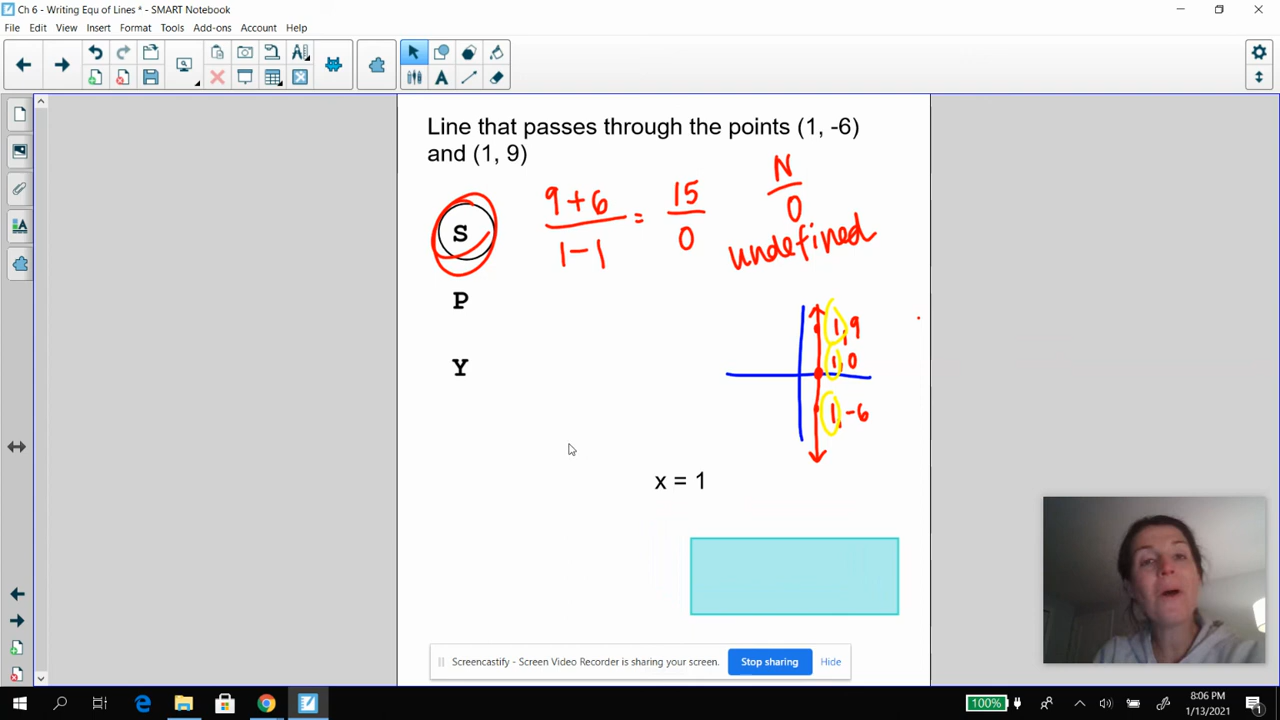 Ch 6 - Writing Equ of Lines * - SMART Notebook
File Edit View Insert Format Tools Add-ons Account Help
Line that passes through the points (1, -6)
and (1, 9)
S
9 + 6
1 - 1
=
15
0
N
0
undefined
P
Y
1, 9
1, 0
1, -6
x = 1
Screencastify - Screen Video Recorder is sharing your screen. Stop sharing Hide
100%
8:06 PM
1/13/2021
1